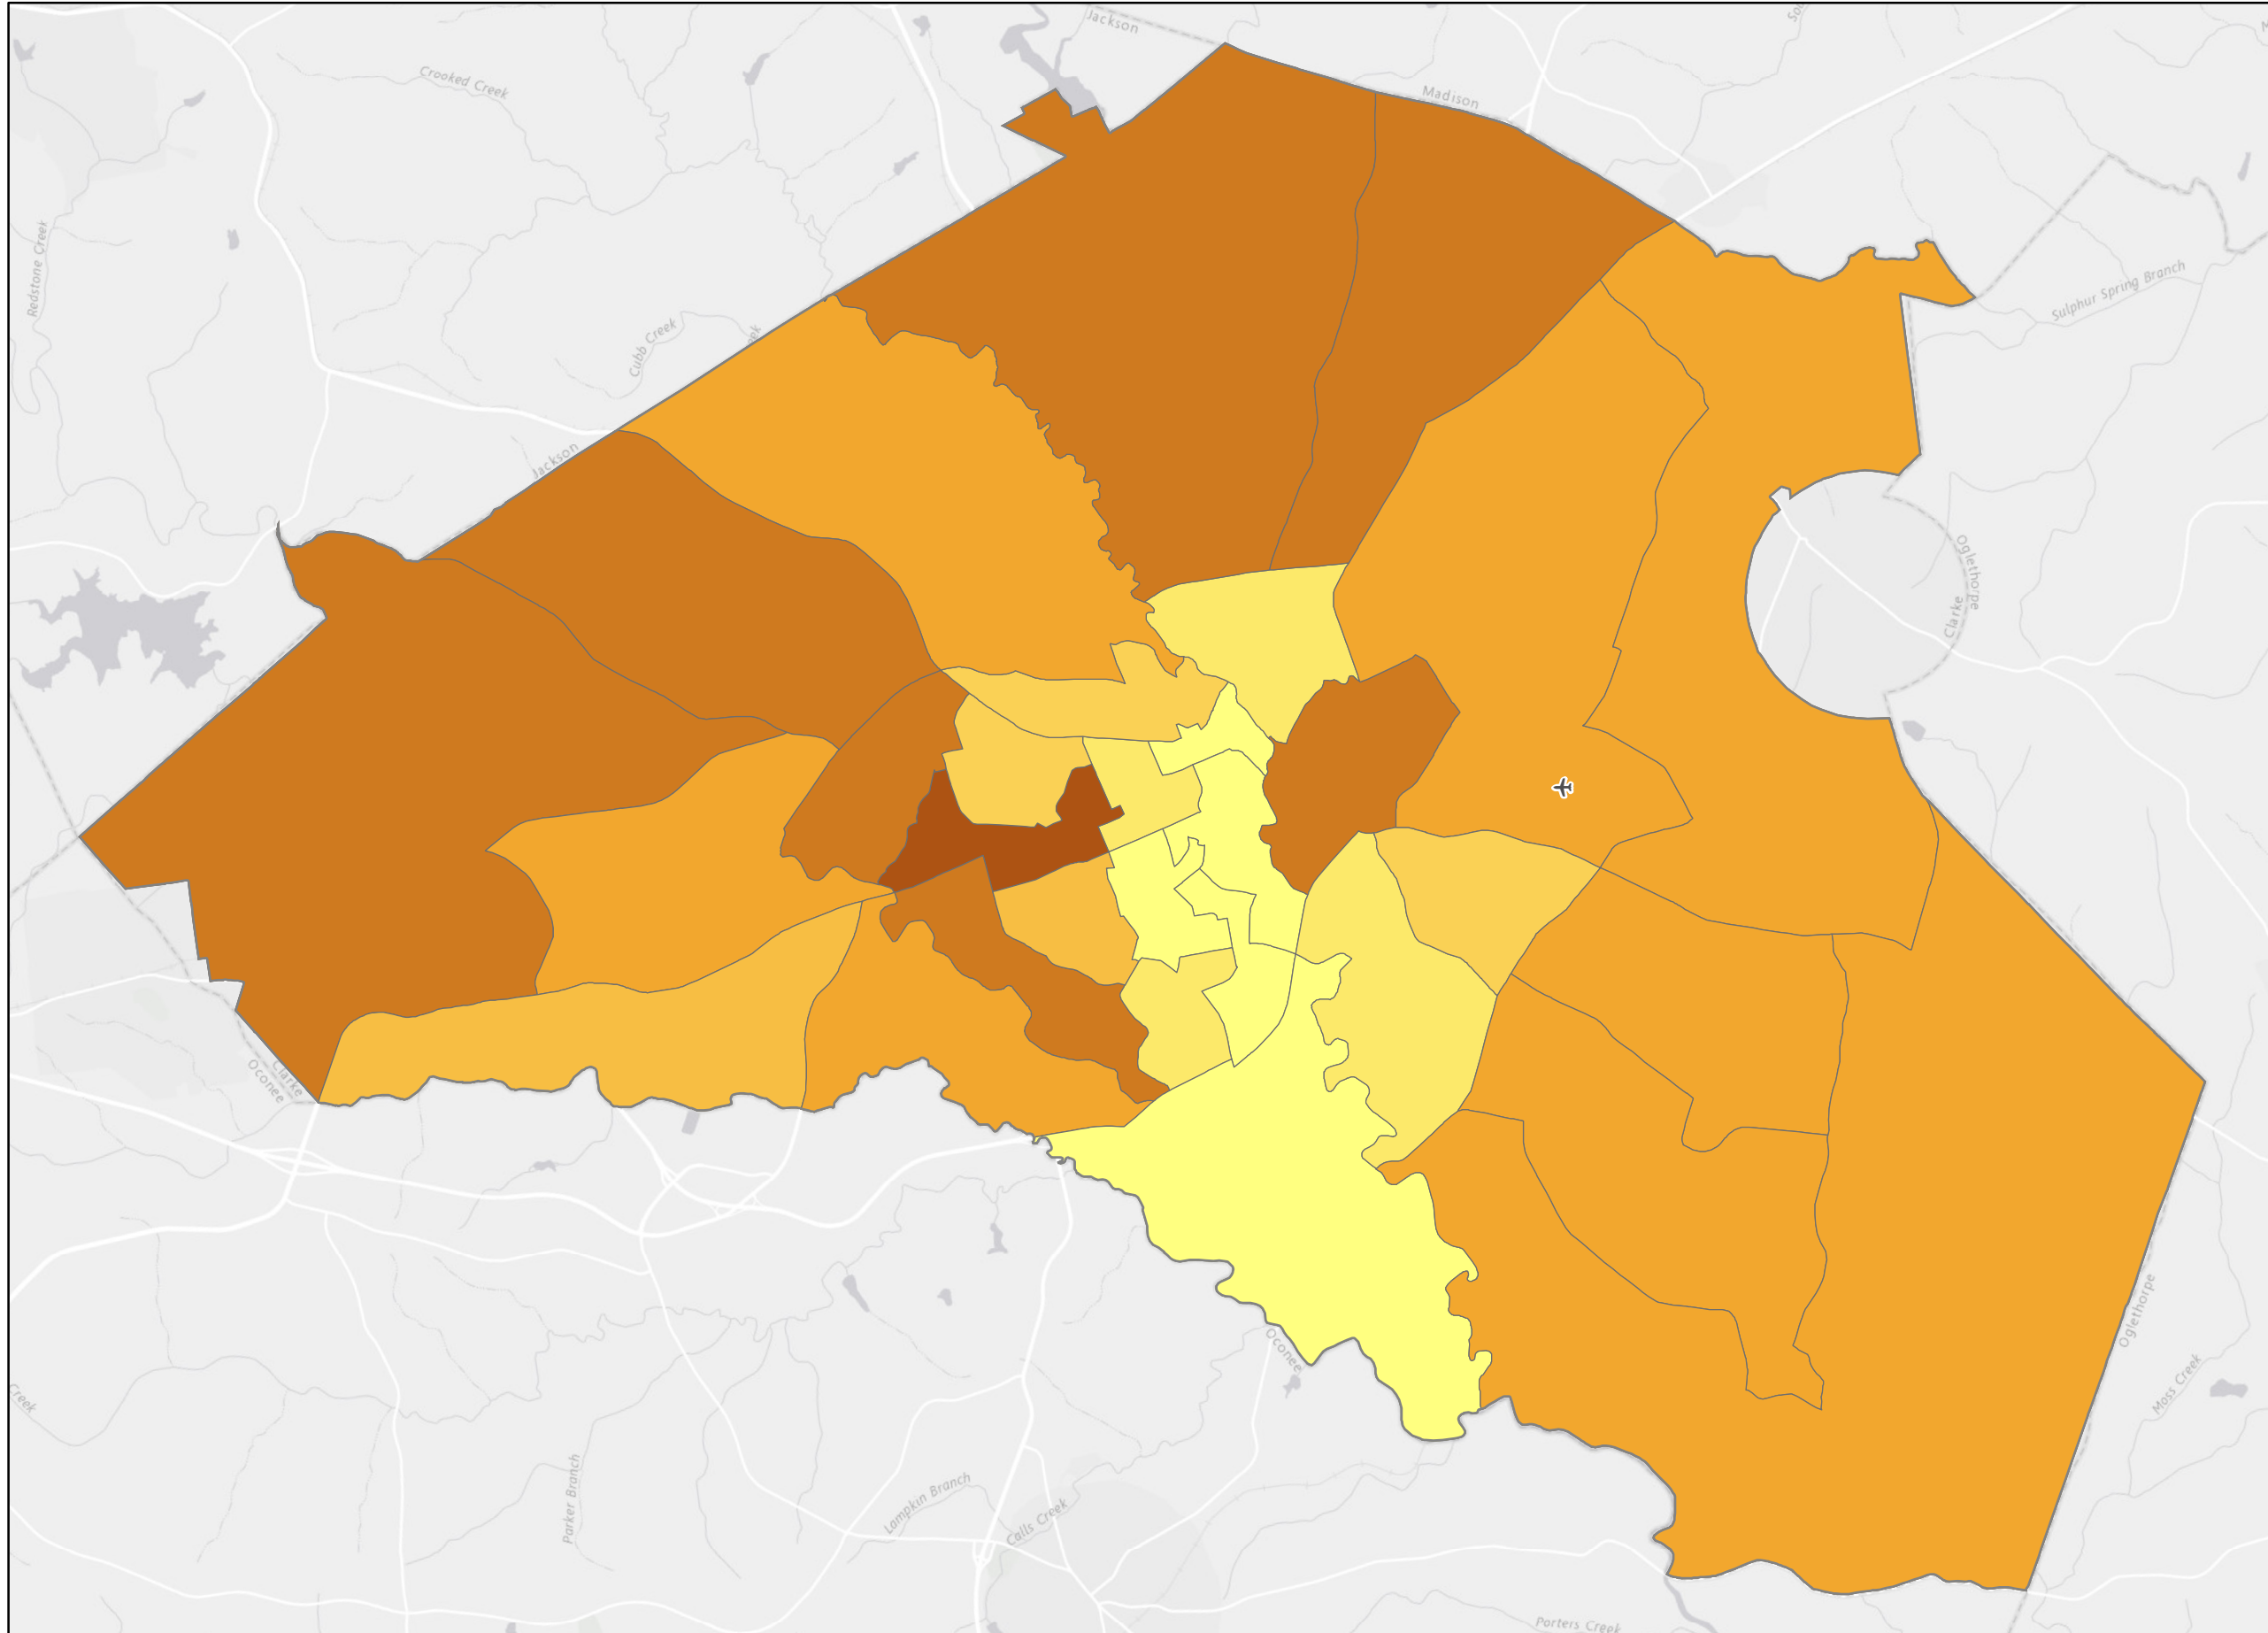 Jackson
Crooked Creek
Madison
Redstone Creek
Sulphur Spring Branch
Cubb Creek
Jackson
Oglethorpe
Clarke
Clarke
Oconee
Oglethorpe
Oconee
Moss Creek
Creek
Parker Branch
Lampkin Branch
Calls Creek
Porters Creek